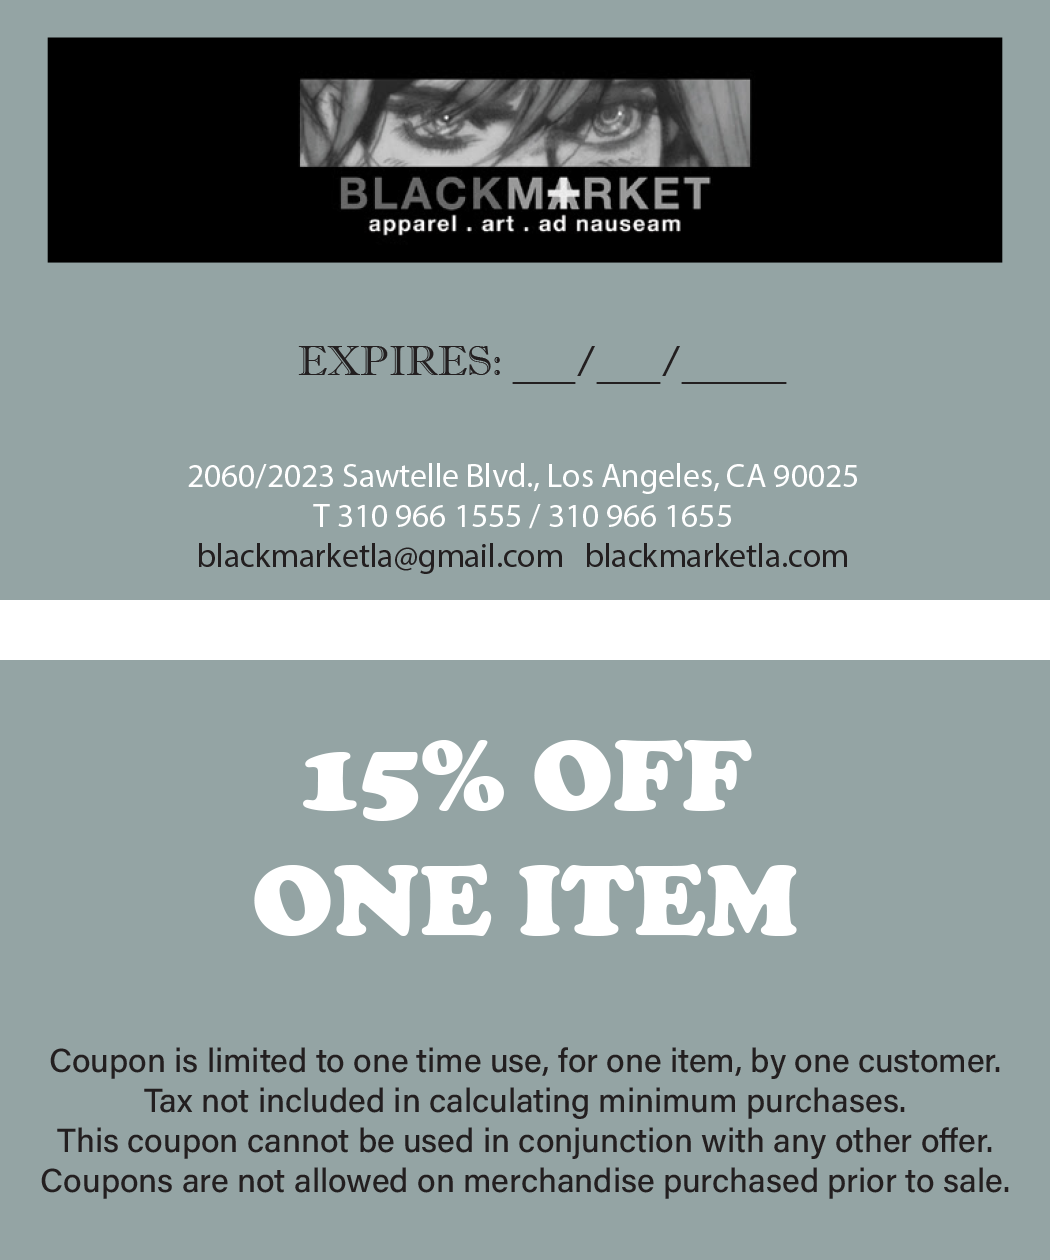 BLACKMARKET
apparel . art . ad nauseam
EXPIRES: ___/___/_____
2060/2023 Sawtelle Blvd., Los Angeles, CA 90025
T 310 966 1555 / 310 966 1655
blackmarketla@gmail.com blackmarketla.com
15% OFF
ONE ITEM
Coupon is limited to one time use, for one item, by one customer.
Tax not included in calculating minimum purchases.
This coupon cannot be used in conjunction with any other offer.
Coupons are not allowed on merchandise purchased prior to sale.